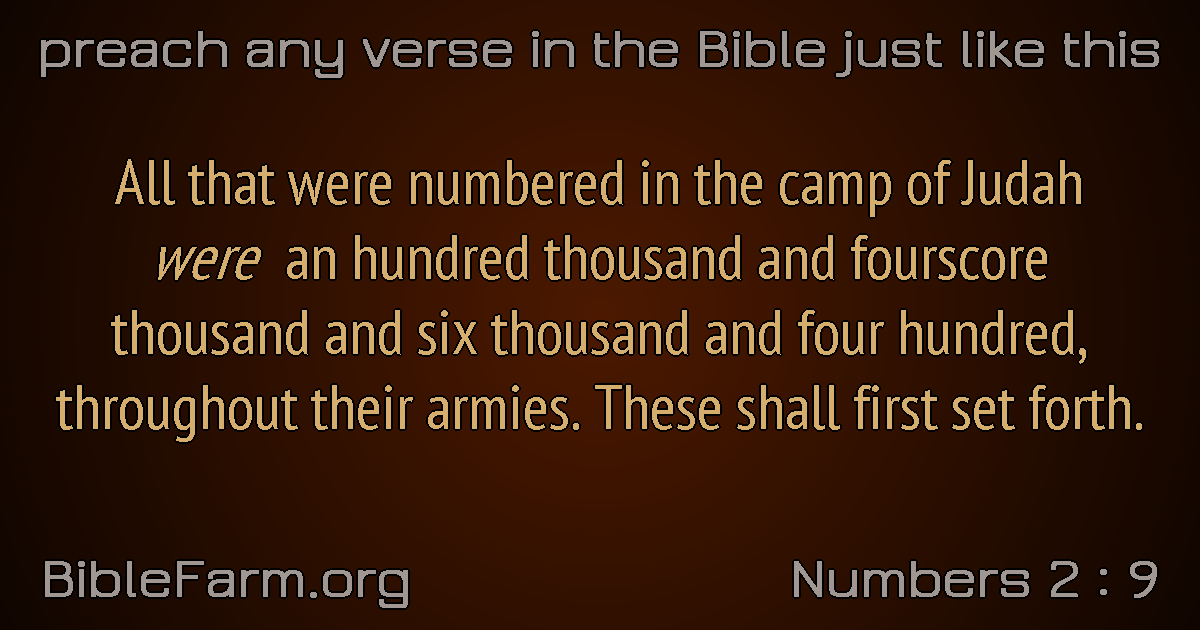 preach any verse in the Bible just like this
All that were numbered in the camp of Judah
were an hundred thousand and fourscore
thousand and six thousand and four hundred,
throughout their armies. These shall first set forth.
BibleFarm.org
Numbers 2 : 9